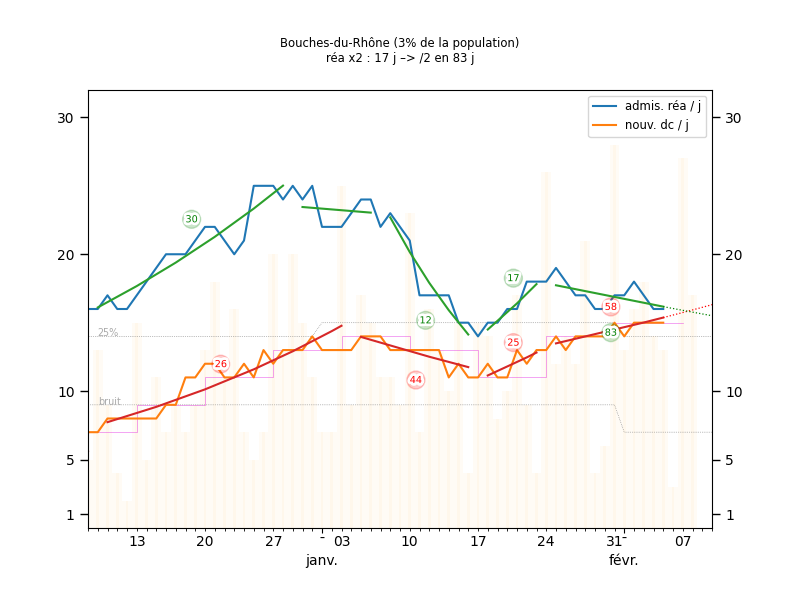 Bouches-du-Rhône (3% de la population)
réa x2 : 17 j –> /2 en 83 j
admis. réa / j
nouv. dc / j
30
30
20
20
10
10
5
5
1
1
25%
bruit
30
26
12
44
17
25
58
83
13 20 27 - 03 10 17 24 31 - 07
janv. févr.